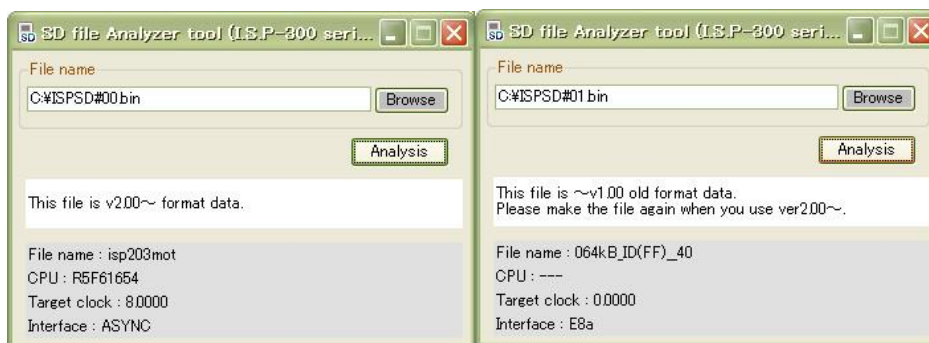 SD file Analyzer tool (I.S.P-300 seri...
File name
C:¥ISPSD#00.bin
Browse
Analysis
This file is v2.00～ format data.
File name : isp203mot
CPU : R5F61654
Target clock : 8.0000
Interface : ASYNC
SD file Analyzer tool (I.S.P-300 seri...
File name
C:¥ISPSD#01.bin
Browse
Analysis
This file is ～v1.00 old format data.
Please make the file again when you use ver2.00～.
File name : 064kB_ID(FF)_40
CPU : ---
Target clock : 0.0000
Interface : E8a